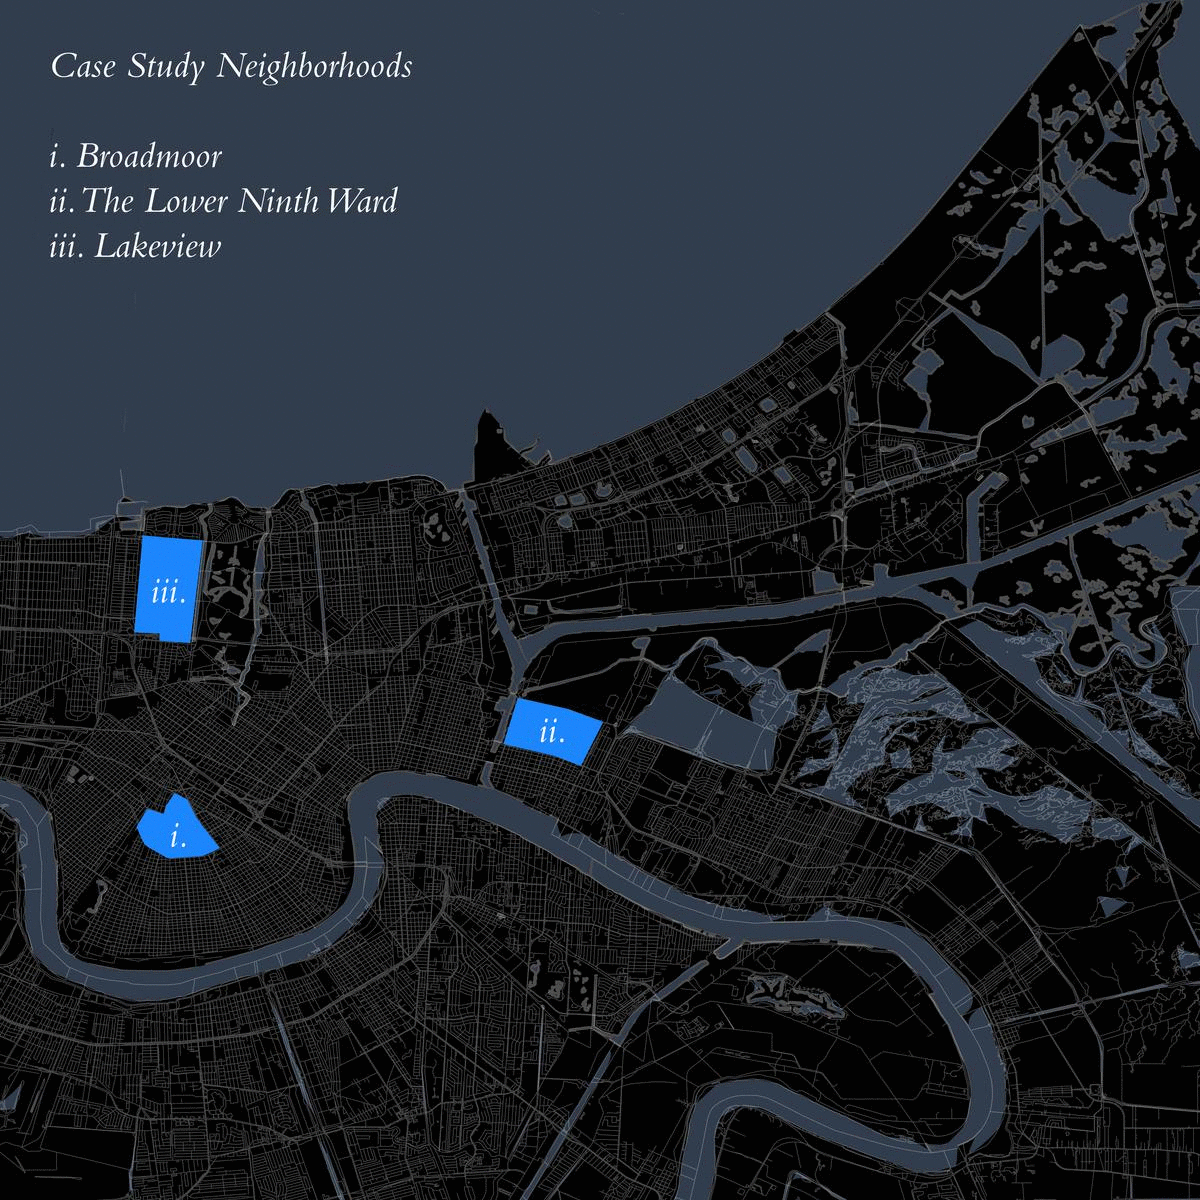 Case Study Neighborhoods
i. Broadmoor
ii. The Lower Ninth Ward
iii. Lakeview
iii.
ii.
i.